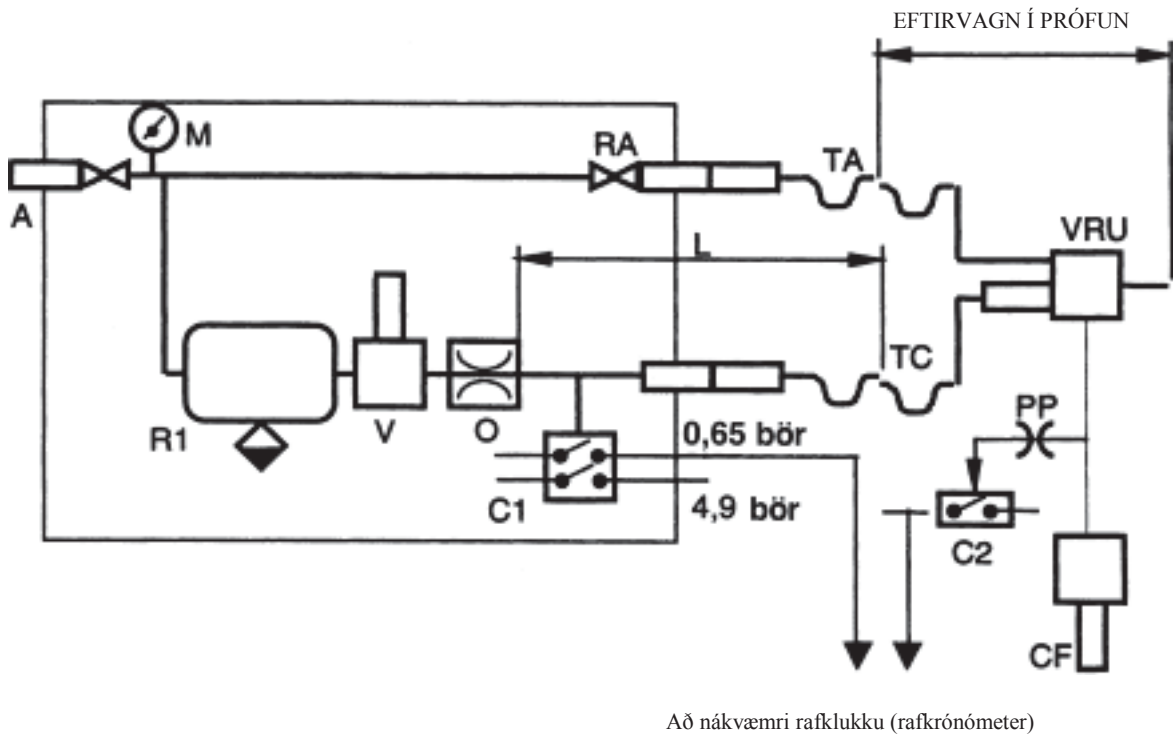 EFTIRVAGN Í PRÓFUN
M
RA
TA
A
VRU
L
TC
R1
V
O
PP
0,65 bör
C1
4,9 bör
C2
CF
Að nákvæmri rafklukku (rafkrónómeter)